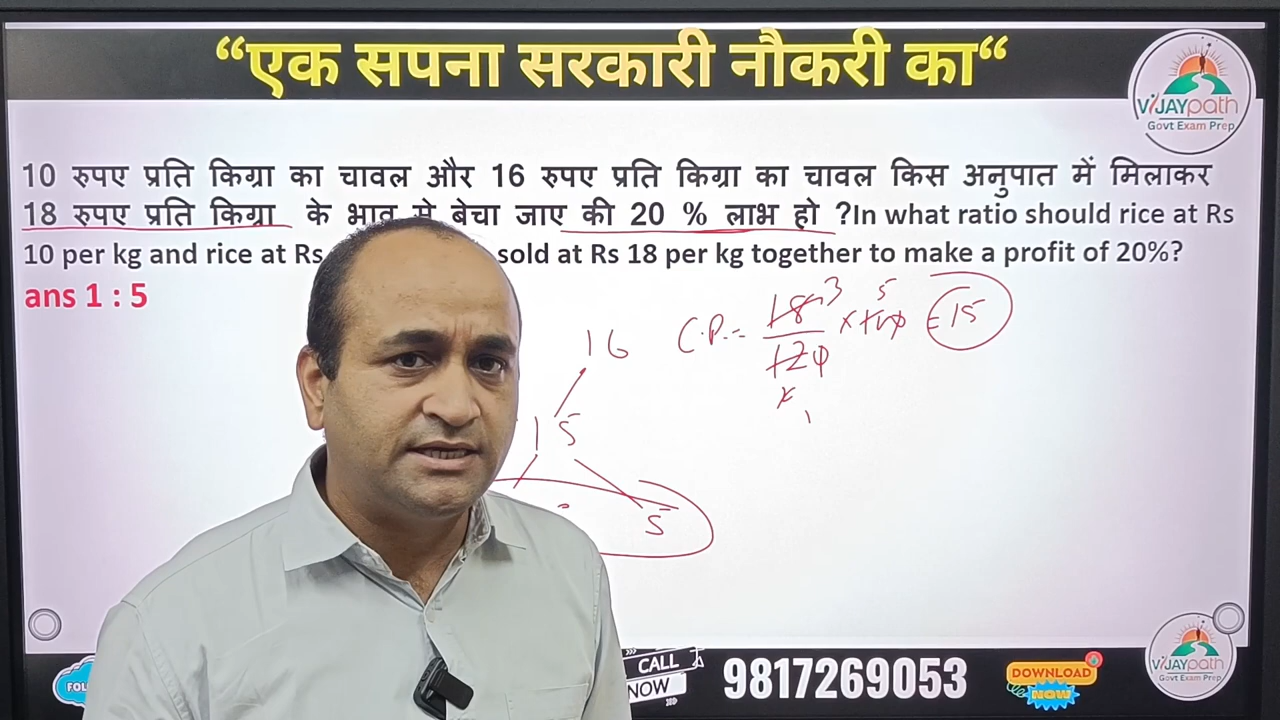 “एक सपना सरकारी नौकरी का“
ViJAYpath
Govt Exam Prep
10 रुपए प्रति किग्रा का चावल और 16 रुपए प्रति किग्रा का चावल किस अनुपात में मिलाकर
18 रुपए प्रति किग्रा के भाव से बेचा जाए की 20 % लाभ हो ?In what ratio should rice at Rs
10 per kg and rice at Rs sold at Rs 18 per kg together to make a profit of 20%?
ans 1 : 5
16
C.P. = 18 3 / 120 × 100 5 = 15
15
5
CALL
NOW
9817269053
DOWNLOAD
NOW
ViJAYpath
Govt Exam Prep